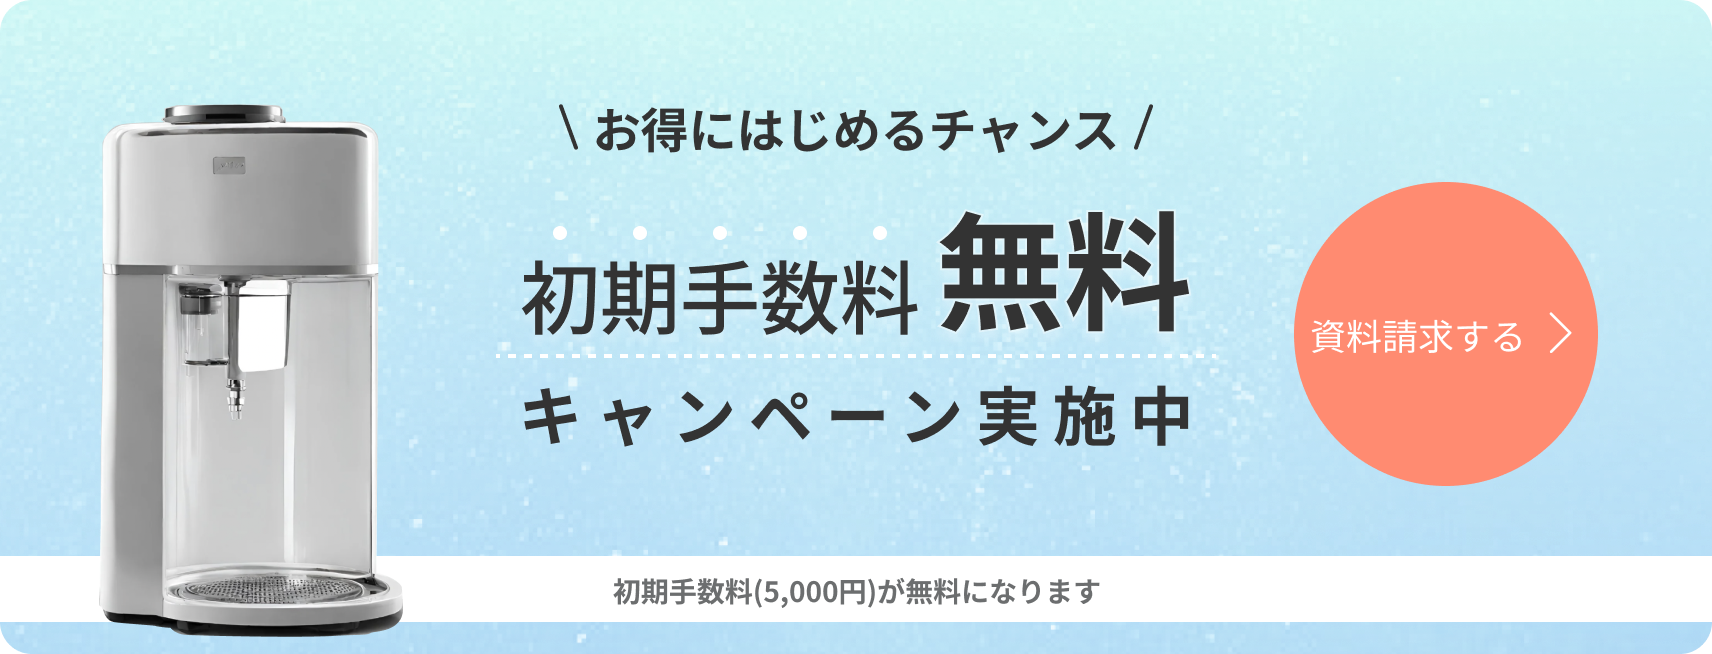 \ お得にはじめるチャンス /
初期手数料 無料
キャンペーン実施中
資料請求する
初期手数料(5,000円)が無料になります